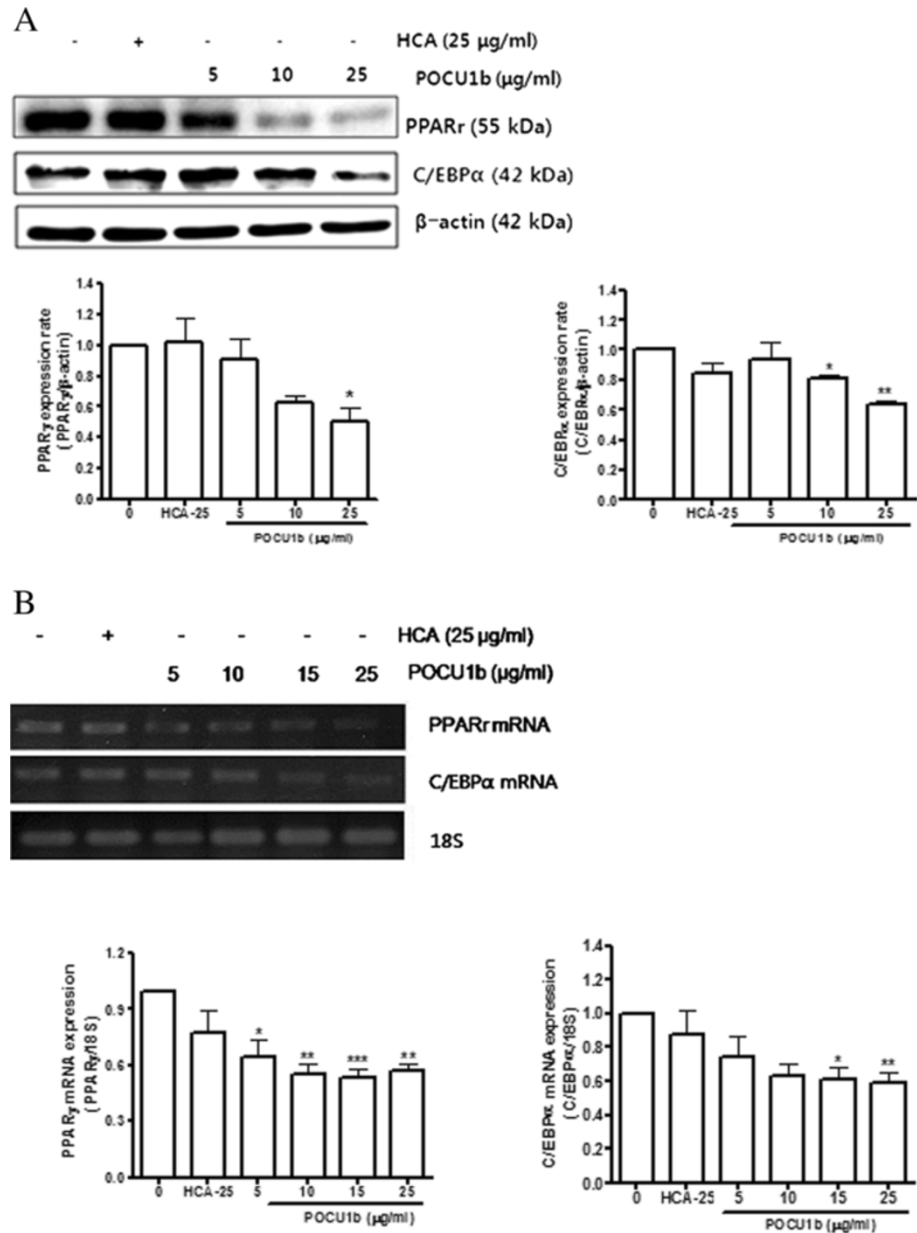 A
- + - - - HCA (25 μg/ml)
5 10 25 POCU1b (μg/ml)
PPARr (55 kDa)
C/EBPα (42 kDa)
β-actin (42 kDa)
PPARγ expression rate
(PPARγ/β-actin)
1.4
1.2
1.0
0.8
0.6
0.4
0.2
0.0
*
0 HCA-25 5 10 25
POCU1b (μg/ml)
C/EBPα expression rate
(C/EBPα/β-actin)
1.4
1.2
1.0
0.8
0.6
0.4
0.2
0.0
* **
0 HCA-25 5 10 25
POCU1b (μg/ml)
B
- + - - - - HCA (25 μg/ml)
5 10 15 25 POCU1b (μg/ml)
PPARr mRNA
C/EBPα mRNA
18S
PPARγ mRNA expression
(PPARγ/18S)
1.2
0.9
0.6
0.3
0.0
* ** *** **
0 HCA-25 5 10 15 25
POCU1b (μg/ml)
C/EBPα mRNA expression
(C/EBPα/18S)
1.4
1.2
1.0
0.8
0.6
0.4
0.2
0.0
* **
0 HCA-25 5 10 15 25
POCU1b (μg/ml)